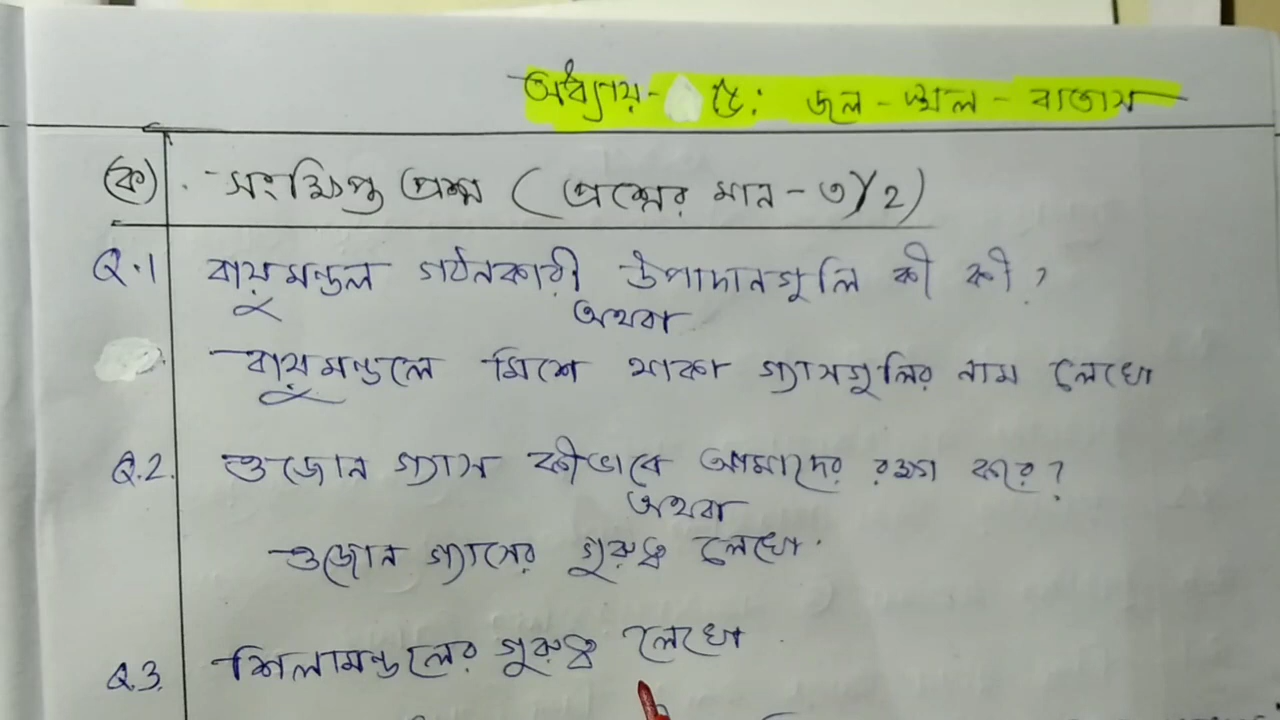 অধ্যায়- ৫: জল - স্থল - বাতাস
(ক). সংক্ষিপ্ত প্রশ্ন (প্রশ্নের মান - ৩/২)
Q.1 বায়ুমন্ডল গঠনকারী উপাদানগুলি কী কী?
অথবা
বায়ুমন্ডলে মিশে থাকা গ্যাসগুলির নাম লেখো
Q.2. ওজোন গ্যাস কীভাবে আমাদের রক্ষা করে?
অথবা
ওজোন গ্যাসের গুরুত্ব লেখো.
Q.3. শিলামন্ডলের গুরুত্ব লেখো